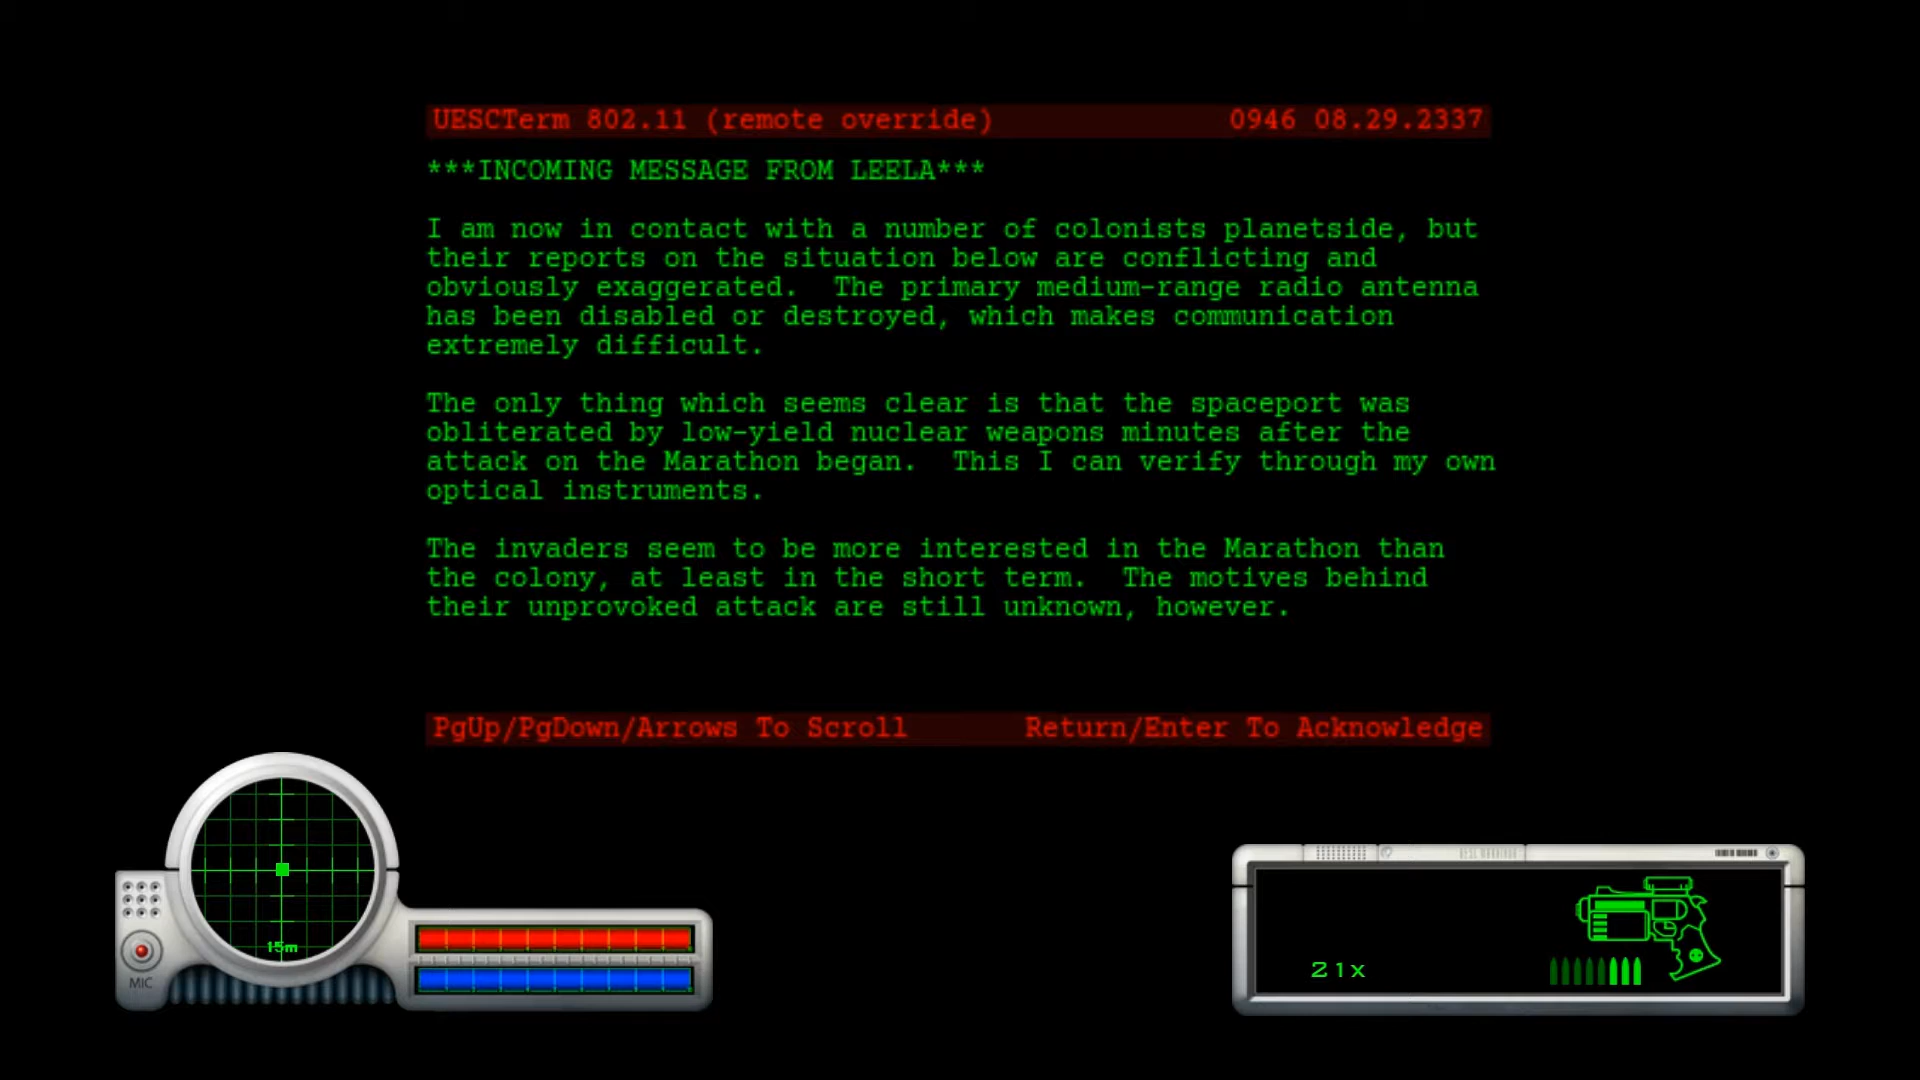 UESCTerm 802.11 (remote override) 0946 08.29.2337
***INCOMING MESSAGE FROM LEELA***
I am now in contact with a number of colonists planetside, but
their reports on the situation below are conflicting and
obviously exaggerated.  The primary medium-range radio antenna
has been disabled or destroyed, which makes communication
extremely difficult.
The only thing which seems clear is that the spaceport was
obliterated by low-yield nuclear weapons minutes after the
attack on the Marathon began.  This I can verify through my own
optical instruments.
The invaders seem to be more interested in the Marathon than
the colony, at least in the short term.  The motives behind
their unprovoked attack are still unknown, however.
PgUp/PgDown/Arrows To Scroll Return/Enter To Acknowledge
15m
MIC
21x